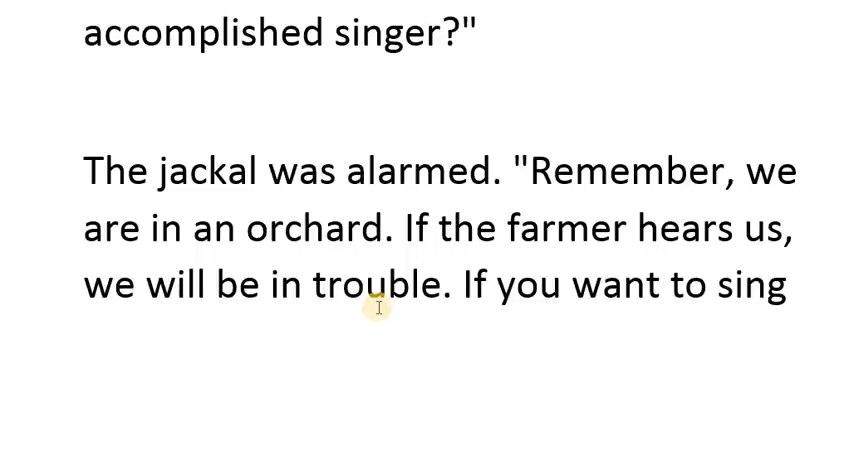 accomplished singer?"
The jackal was alarmed. "Remember, we
are in an orchard. If the farmer hears us,
we will be in trouble. If you want to sing